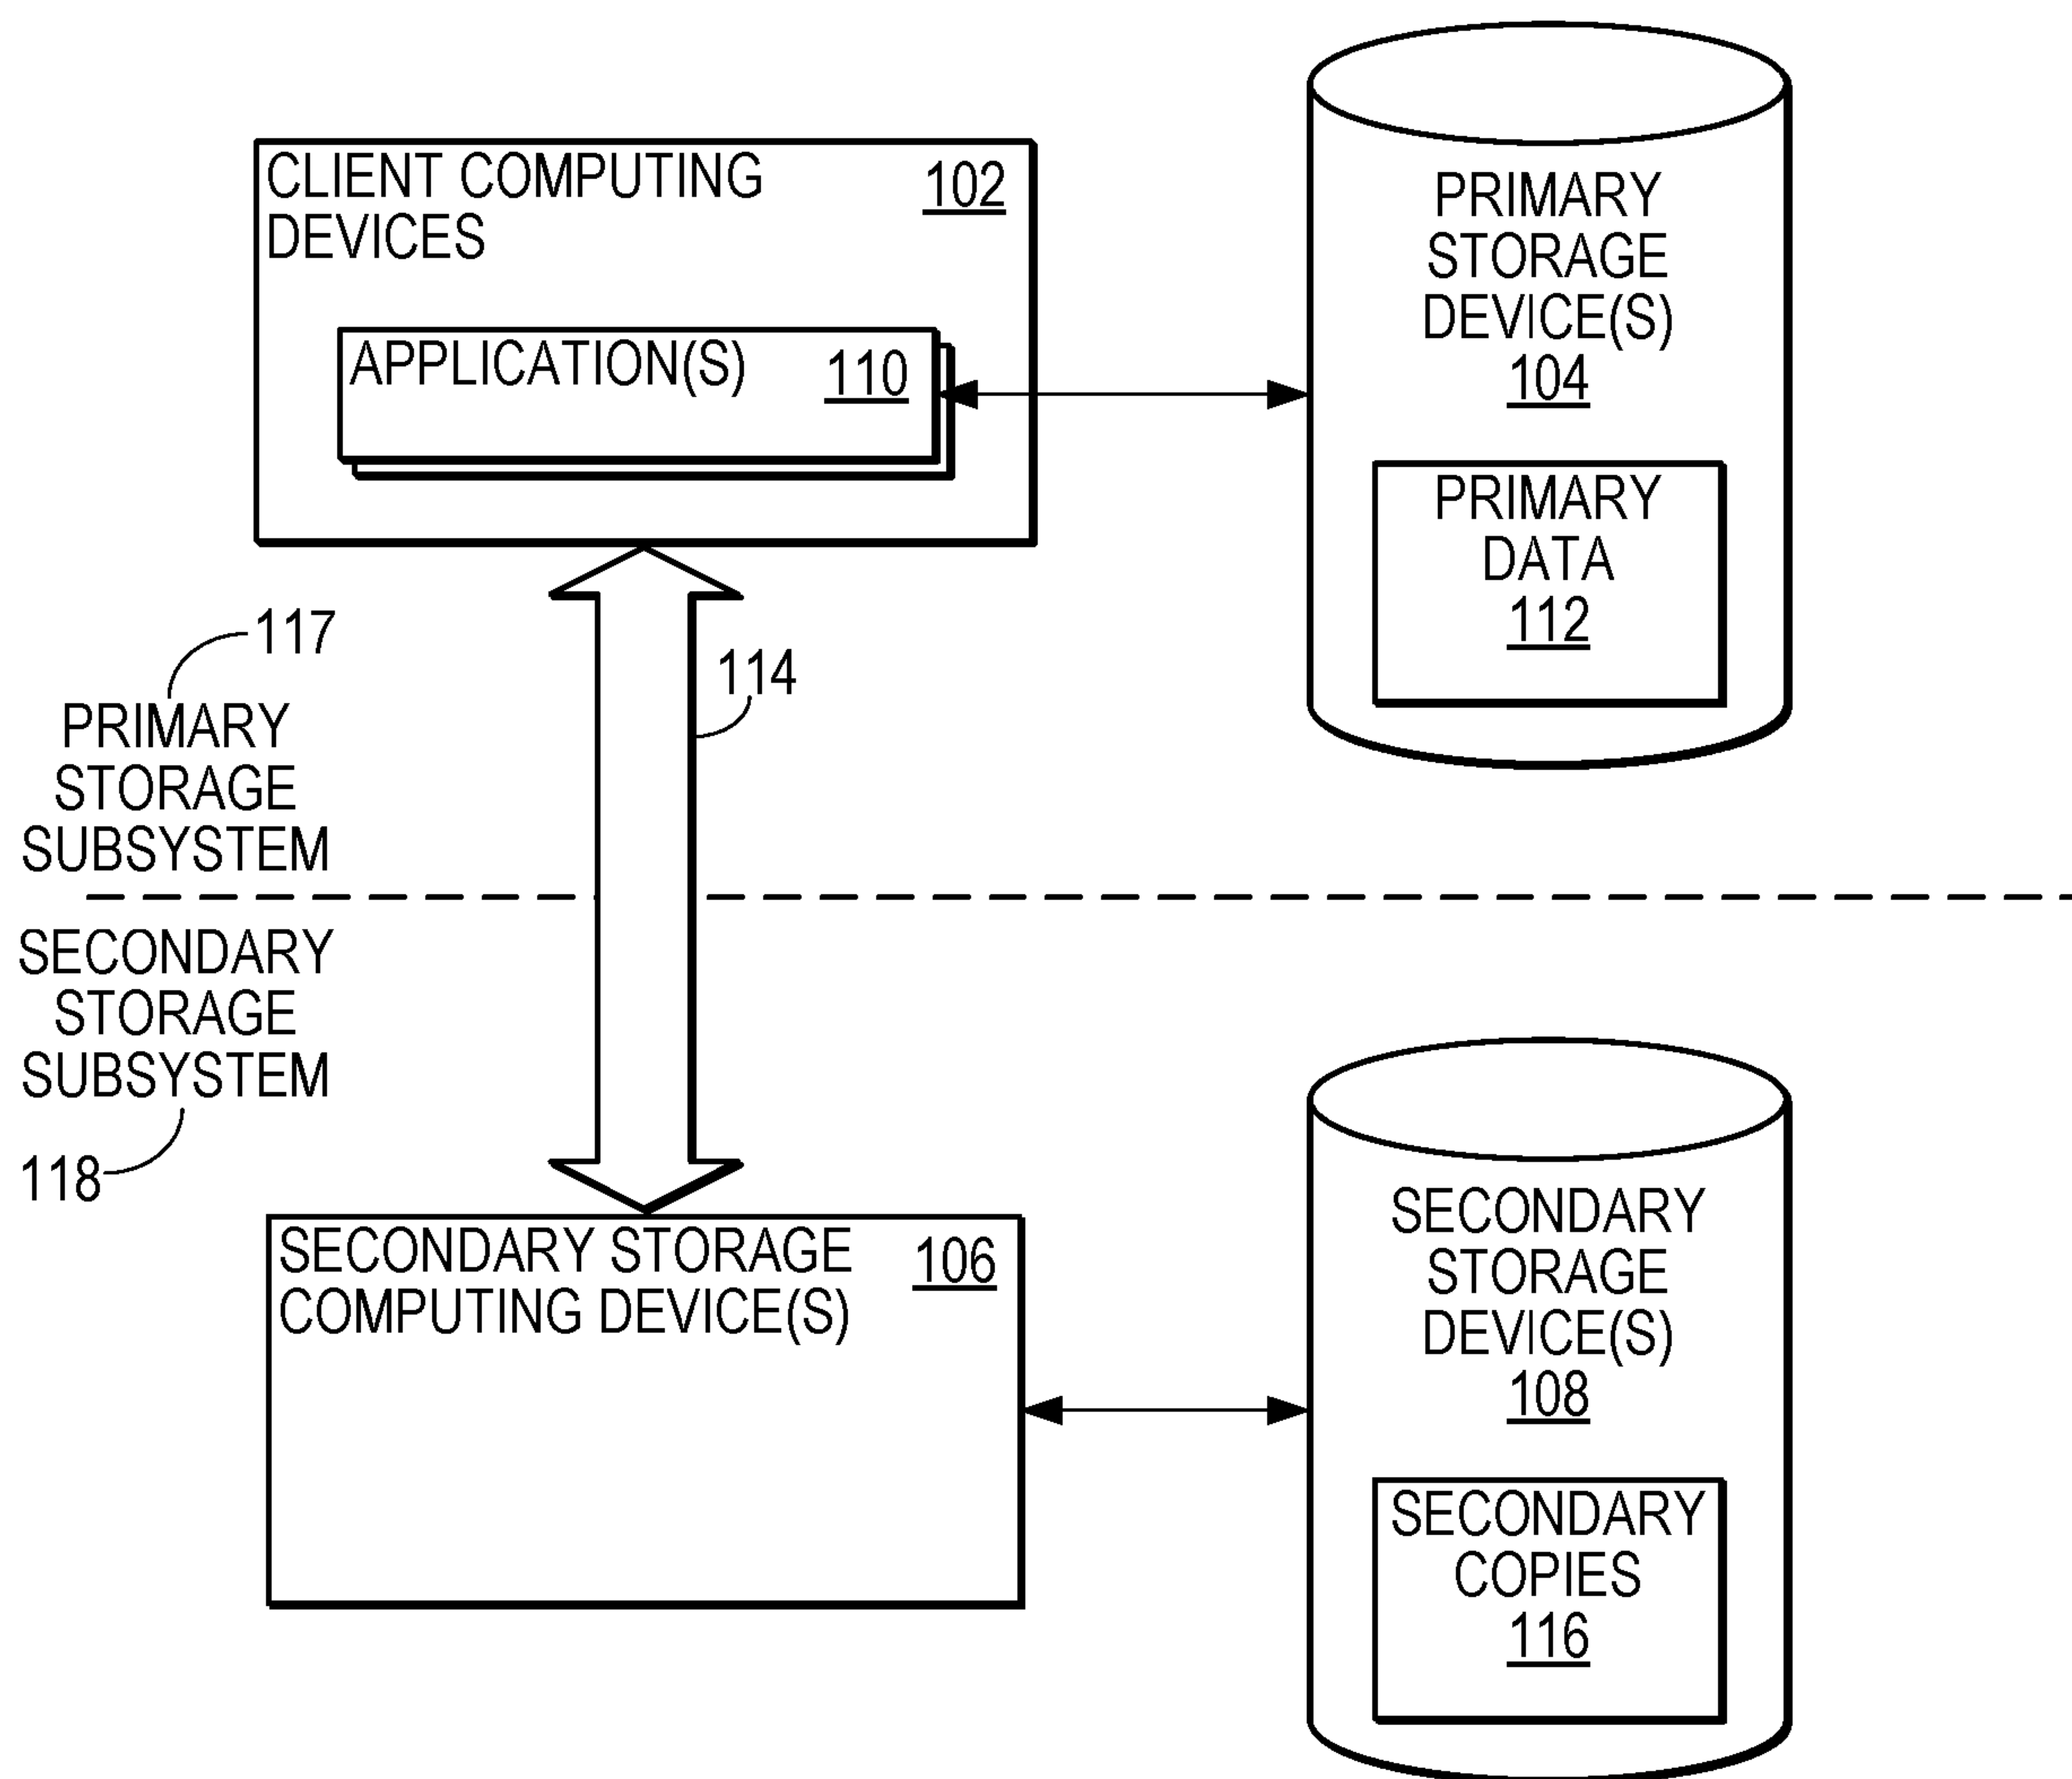 CLIENT COMPUTING 102
DEVICES
APPLICATION(S) 110
PRIMARY
STORAGE
DEVICE(S)
104
PRIMARY
DATA
112
117
114
PRIMARY
STORAGE
SUBSYSTEM
SECONDARY
STORAGE
SUBSYSTEM
118
SECONDARY STORAGE 106
COMPUTING DEVICE(S)
SECONDARY
STORAGE
DEVICE(S)
108
SECONDARY
COPIES
116